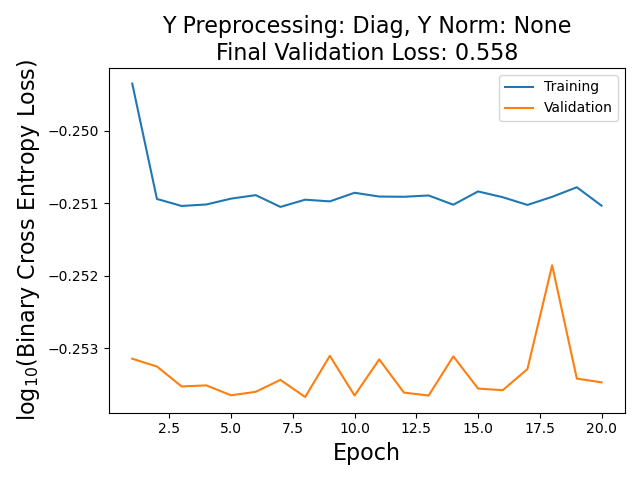 Y Preprocessing: Diag, Y Norm: None
Final Validation Loss: 0.558
Training
Validation
log₁₀(Binary Cross Entropy Loss)
−0.250
−0.251
−0.252
−0.253
2.5 5.0 7.5 10.0 12.5 15.0 17.5 20.0
Epoch